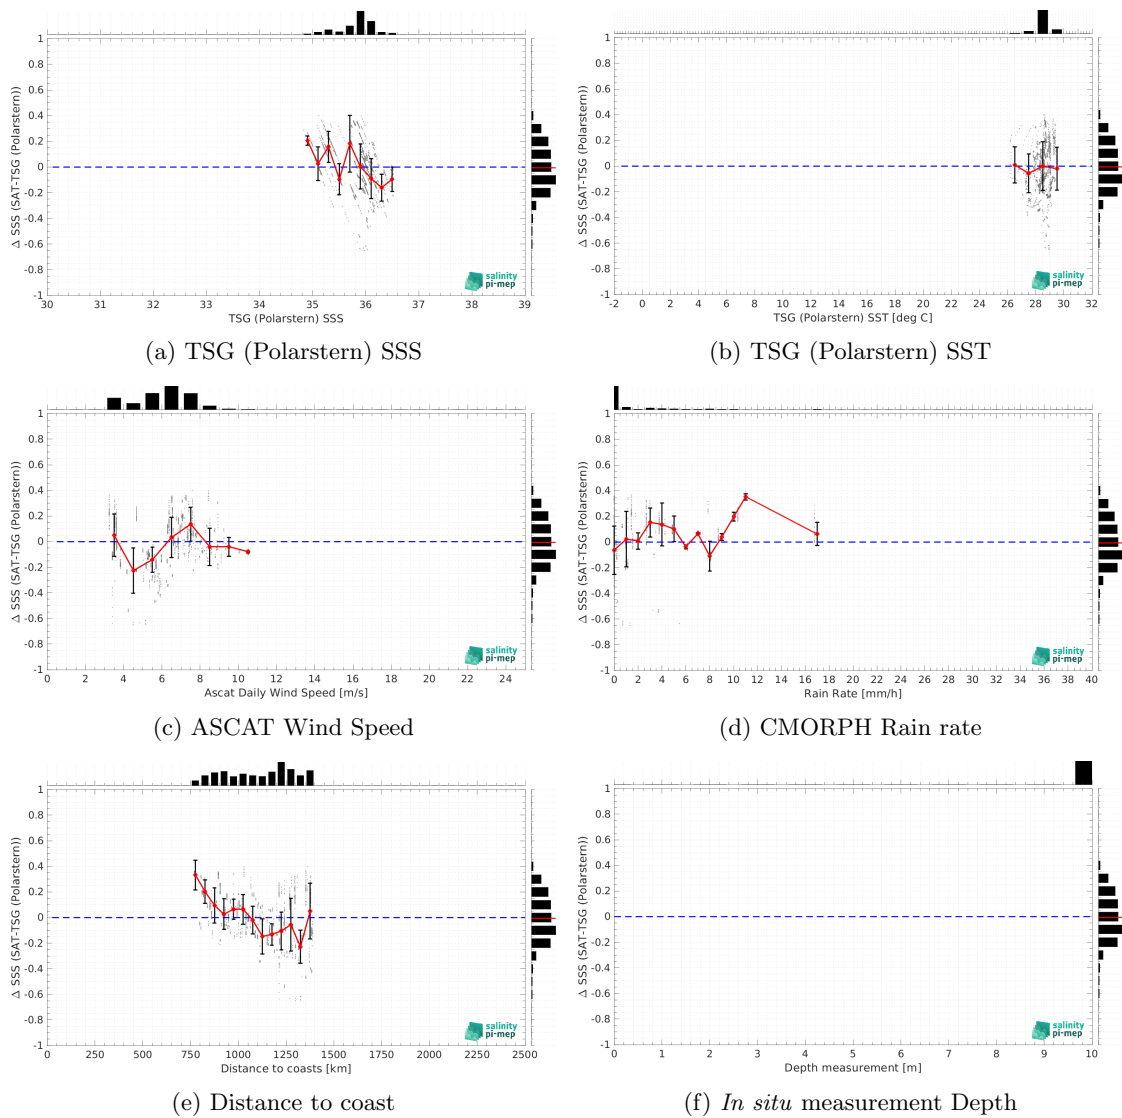 1
0.8
0.6
0.4
0.2
0
-0.2
-0.4
-0.6
-0.8
-1
Δ SSS (SAT-TSG (Polarstern))
salinity
pi-mep
30 31 32 33 34 35 36 37 38 39
TSG (Polarstern) SSS
(a) TSG (Polarstern) SSS
1
0.8
0.6
0.4
0.2
0
-0.2
-0.4
-0.6
-0.8
-1
Δ SSS (SAT-TSG (Polarstern))
salinity
pi-mep
-2 0 2 4 6 8 10 12 14 16 18 20 22 24 26 28 30 32
TSG (Polarstern) SST [deg C]
(b) TSG (Polarstern) SST
1
0.8
0.6
0.4
0.2
0
-0.2
-0.4
-0.6
-0.8
-1
Δ SSS (SAT-TSG (Polarstern))
salinity
pi-mep
0 2 4 6 8 10 12 14 16 18 20 22 24
Ascat Daily Wind Speed [m/s]
(c) ASCAT Wind Speed
1
0.8
0.6
0.4
0.2
0
-0.2
-0.4
-0.6
-0.8
-1
Δ SSS (SAT-TSG (Polarstern))
salinity
pi-mep
0 2 4 6 8 10 12 14 16 18 20 22 24 26 28 30 32 34 36 38 40
Rain Rate [mm/h]
(d) CMORPH Rain rate
1
0.8
0.6
0.4
0.2
0
-0.2
-0.4
-0.6
-0.8
-1
Δ SSS (SAT-TSG (Polarstern))
salinity
pi-mep
0 250 500 750 1000 1250 1500 1750 2000 2250 2500
Distance to coasts [km]
(e) Distance to coast
1
0.8
0.6
0.4
0.2
0
-0.2
-0.4
-0.6
-0.8
-1
Δ SSS (SAT-TSG (Polarstern))
salinity
pi-mep
0 1 2 3 4 5 6 7 8 9 10
Depth measurement [m]
(f) In situ measurement Depth